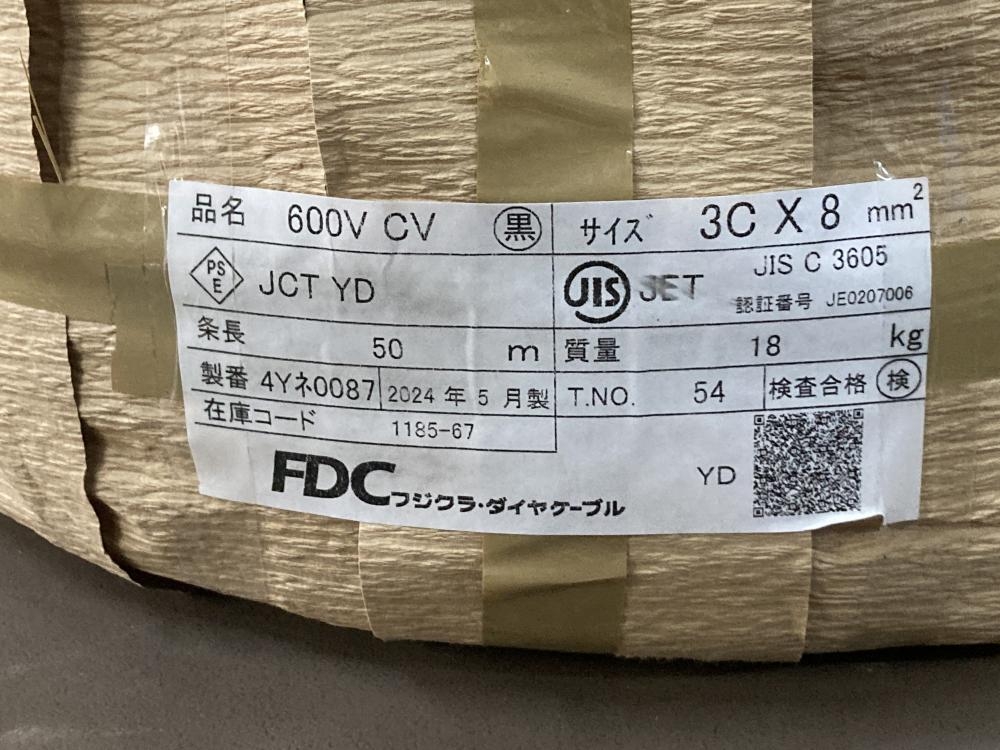 品名 600V CV ㊥黒 サイズ 3C X 8 mm²
PS E JCT YD JIS JET JIS C 3605
認証番号 JE0207006
条長 50 m 質量 18 kg
製番 4Yネ0087 2024 年 5 月製 T.NO. 54 検査合格 検
在庫コード 1185-67
FDC フジクラ・ダイヤケーブル YD